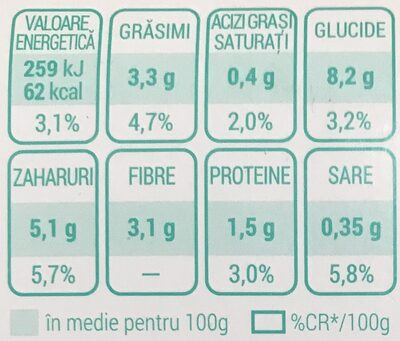 VALOARE ENERGETICĂ
259 kJ
62 kcal
3,1%
GRĂSIMI
3,3 g
4,7%
ACIZI GRAȘI SATURAȚI
0,4 g
2,0%
GLUCIDE
8,2 g
3,2%
ZAHARURI
5,1 g
5,7%
FIBRE
3,1 g
—
PROTEINE
1,5 g
3,0%
SARE
0,35 g
5,8%
în medie pentru 100g
%CR*/100g